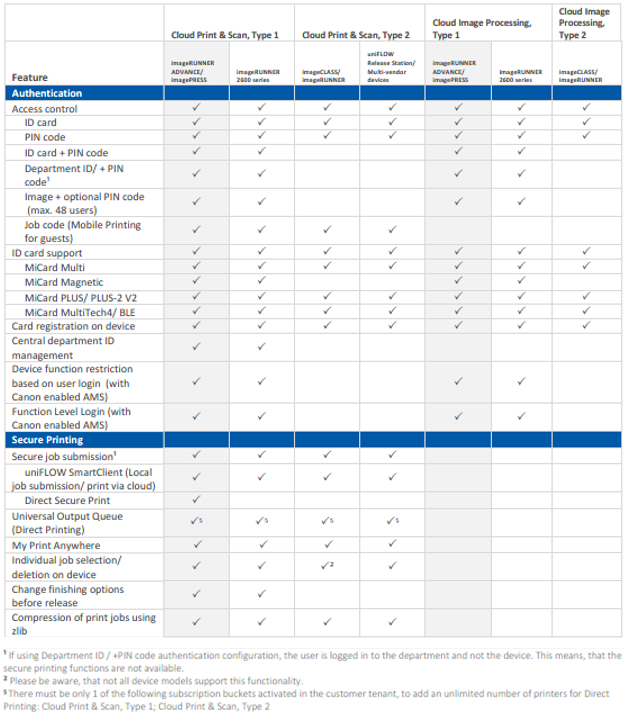 Cloud Print & Scan, Type 1
Cloud Print & Scan, Type 2
Cloud Image Processing,
Type 1
Cloud Image
Processing,
Type 2
Feature
imageRUNNER
ADVANCE/
imagePRESS
imageRUNNER
2600 series
imageCLASS/
imageRUNNER
uniFLOW
Release Station/
Multi-vendor
devices
imageRUNNER
ADVANCE/
imagePRESS
imageRUNNER
2600 series
imageCLASS/
imageRUNNER
Authentication
Access control ✓ ✓ ✓ ✓ ✓ ✓ ✓
ID card ✓ ✓ ✓ ✓ ✓ ✓ ✓
PIN code ✓ ✓ ✓ ✓ ✓ ✓ ✓
ID card + PIN code ✓ ✓ ✓ ✓
Department ID/ + PIN
code¹ ✓ ✓ ✓ ✓
Image + optional PIN code
(max. 48 users) ✓ ✓ ✓ ✓
Job code (Mobile Printing
for guests) ✓ ✓ ✓ ✓
ID card support ✓ ✓ ✓ ✓ ✓ ✓ ✓
MiCard Multi ✓ ✓ ✓ ✓ ✓ ✓ ✓
MiCard Magnetic ✓ ✓ ✓ ✓
MiCard PLUS/ PLUS-2 V2 ✓ ✓ ✓ ✓ ✓ ✓ ✓
MiCard MultiTech4/ BLE ✓ ✓ ✓ ✓ ✓ ✓ ✓
Card registration on device ✓ ✓ ✓ ✓ ✓ ✓ ✓
Central department ID
management ✓ ✓
Device function restriction
based on user login (with
Canon enabled AMS) ✓ ✓ ✓ ✓
Function Level Login (with
Canon enabled AMS) ✓ ✓ ✓ ✓
Secure Printing
Secure job submission¹ ✓ ✓ ✓ ✓
uniFLOW SmartClient (Local
job submission/ print via cloud) ✓ ✓ ✓ ✓
Direct Secure Print ✓
Universal Output Queue
(Direct Printing) ✓⁵ ✓⁵ ✓⁵ ✓⁵
My Print Anywhere ✓ ✓ ✓ ✓
Individual job selection/
deletion on device ✓ ✓ ✓² ✓
Change finishing options
before release ✓ ✓
Compression of print jobs using
zlib ✓ ✓ ✓ ✓
¹ If using Department ID / +PIN code authentication configuration, the user is logged in to the department and not the device. This means, that the
secure printing functions are not available.
² Please be aware, that not all device models support this functionality.
⁵ There must be only 1 of the following subscription buckets activated in the customer tenant, to add an unlimited number of printers for Direct
Printing: Cloud Print & Scan, Type 1; Cloud Print & Scan, Type 2